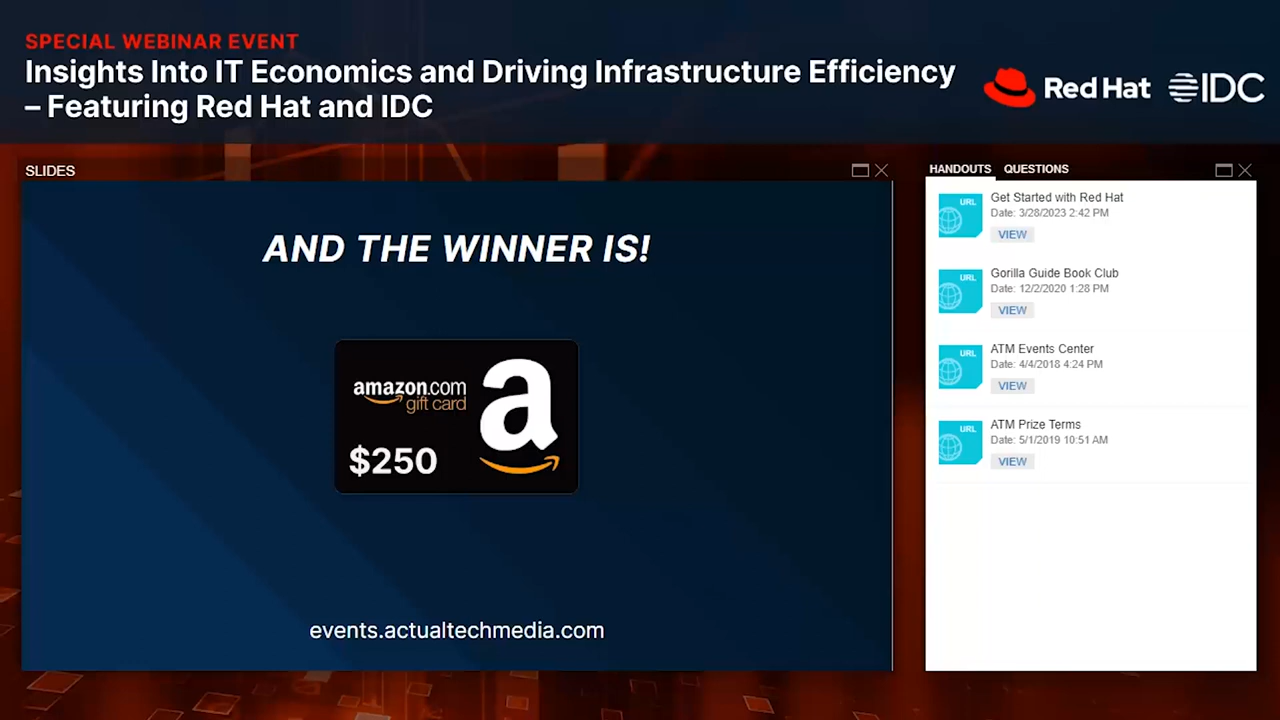 SPECIAL WEBINAR EVENT
Insights Into IT Economics and Driving Infrastructure Efficiency
– Featuring Red Hat and IDC
Red Hat
IDC
SLIDES
AND THE WINNER IS!
amazon.com
gift card
a
$250
events.actualtechmedia.com
HANDOUTS QUESTIONS
URL
Get Started with Red Hat
Date: 3/28/2023 2:42 PM
VIEW
URL
Gorilla Guide Book Club
Date: 12/2/2020 1:28 PM
VIEW
URL
ATM Events Center
Date: 4/4/2018 4:24 PM
VIEW
URL
ATM Prize Terms
Date: 5/1/2019 10:51 AM
VIEW